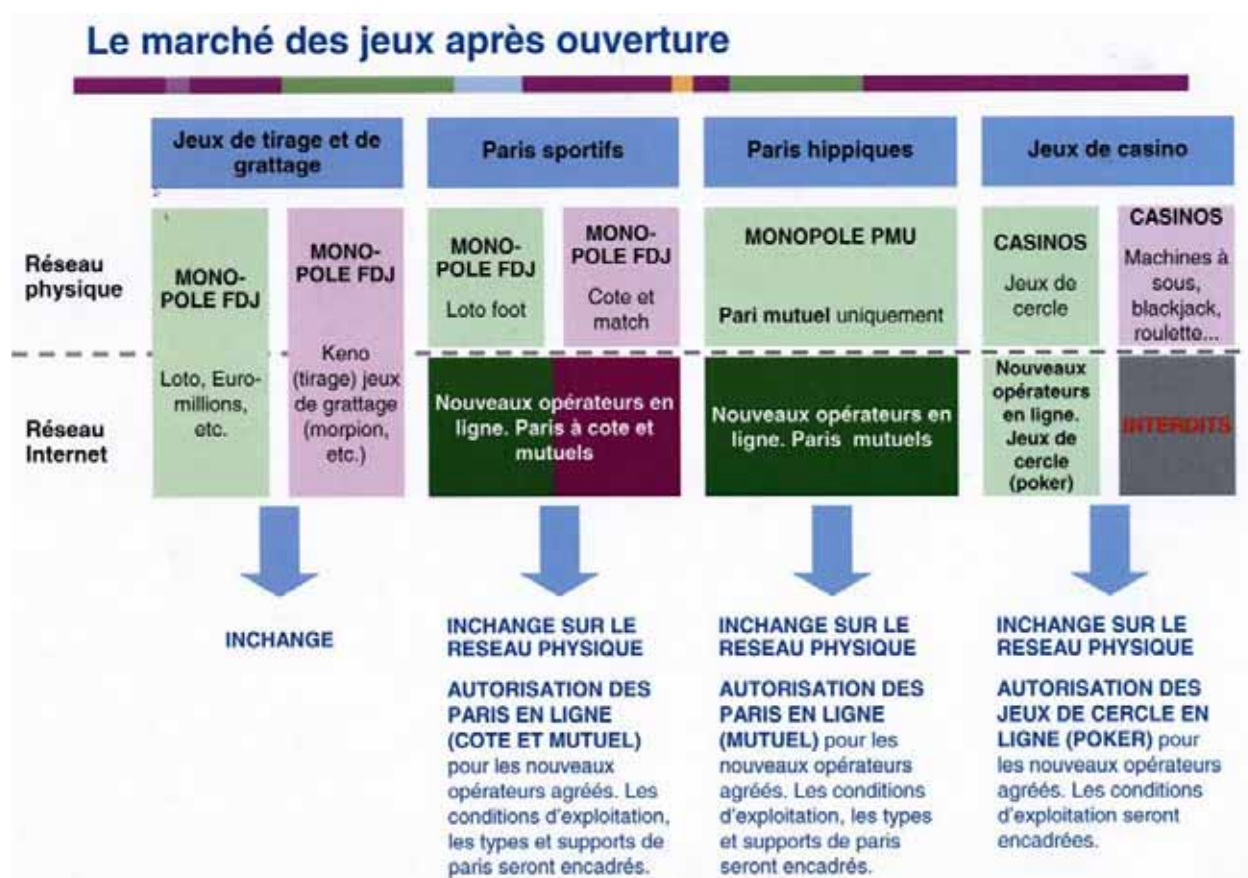 Le marché des jeux après ouverture
Jeux de tirage et de
grattage
Paris sportifs
Paris hippiques
Jeux de casino
Réseau
physique
MONO-
POLE FDJ
MONO-
POLE FDJ
MONO-
POLE FDJ
Loto foot
MONO-
POLE FDJ
Cote et
match
MONOPOLE PMU
Pari mutuel uniquement
CASINOS
Jeux de
cercle
CASINOS
Machines à
sous,
blackjack,
roulette...
Réseau
Internet
Loto, Euro-
millions,
etc.
Keno
(tirage) jeux
de grattage
(morpion,
etc.)
Nouveaux opérateurs en
ligne. Paris à cote et
mutuels
Nouveaux opérateurs en
ligne. Paris mutuels
Nouveaux
opérateurs
en ligne.
Jeux de
cercle
(poker)
INTERDITS
INCHANGE
INCHANGE SUR LE
RESEAU PHYSIQUE
AUTORISATION DES
PARIS EN LIGNE
(COTE ET MUTUEL)
pour les nouveaux
opérateurs agréés. Les
conditions d'exploitation,
les types et supports de
paris seront encadrés.
INCHANGE SUR LE
RESEAU PHYSIQUE
AUTORISATION DES
PARIS EN LIGNE
(MUTUEL) pour les
nouveaux opérateurs
agréés. Les conditions
d'exploitation, les types
et supports de paris
seront encadrés.
INCHANGE SUR LE
RESEAU PHYSIQUE
AUTORISATION DES
JEUX DE CERCLE EN
LIGNE (POKER) pour
les nouveaux opérateurs
agréés. Les conditions
d'exploitation seront
encadrées.